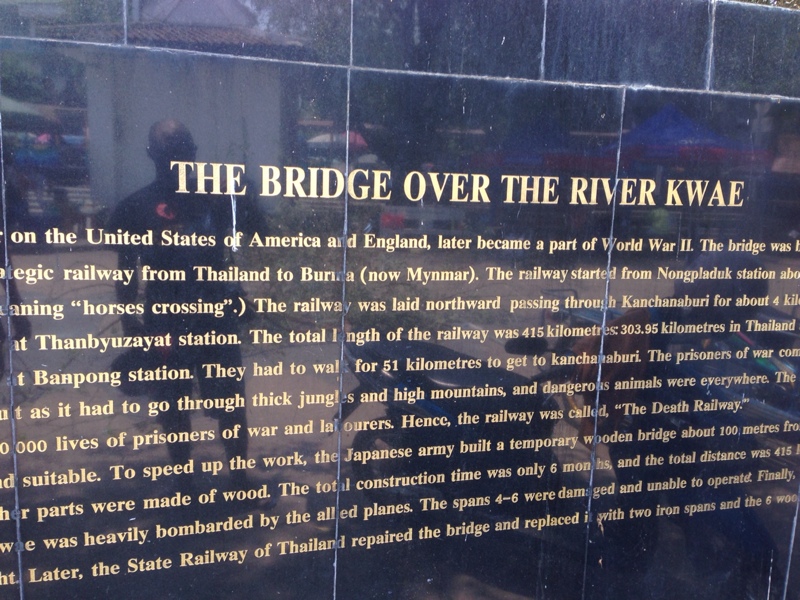 THE BRIDGE OVER THE RIVER KWAE
on the United States of America and England, later became a part of World War II. The bridge was
railway from Thailand to Burma (now Mynmar). The railway started from Nongpladuk station
"horses crossing".) The railway was laid northward passing through Kanchanaburi for about 4
at Thanbyuzayat station. The total length of the railway was 415 kilometres: 303.95 kilometres in Thailand
at Banpong station. They had to walk for 51 kilometres to get to kanchanaburi. The prisoners of war
as it had to go through thick jungles and high mountains, and dangerous animals were everywhere. The
000 lives of prisoners of war and labourers. Hence, the railway was called, "The Death Railway."
suitable. To speed up the work, the Japanese army built a temporary wooden bridge about 100 metres
parts were made of wood. The total construction time was only 6 months, and the total distance was 415
was heavily bombarded by the allied planes. The spans 4-6 were damaged and unable to operate. Finally,
Later, the State Railway of Thailand repaired the bridge and replaced it with two iron spans and the 6